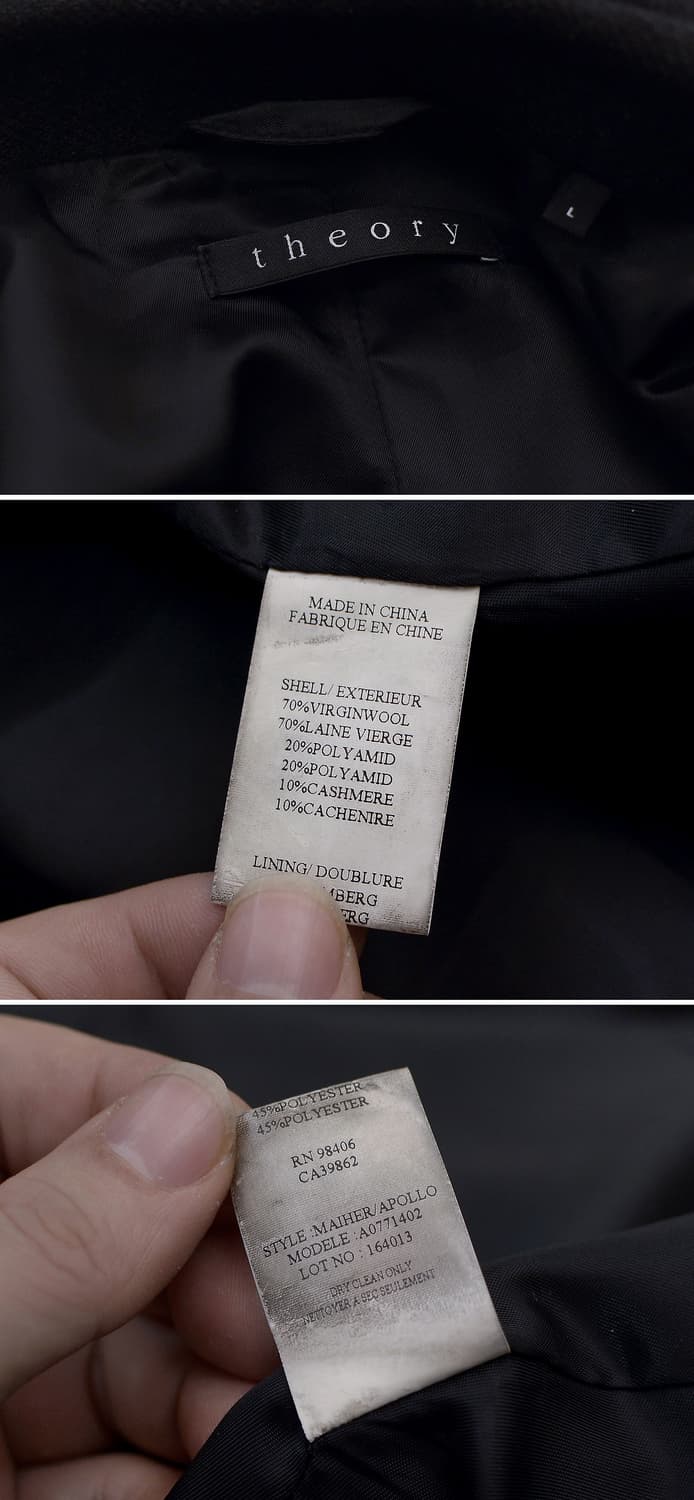 theory
L
MADE IN CHINA
FABRIQUE EN CHINE
SHELL/ EXTERIEUR
70%VIRGINWOOL
70%LAINE VIERGE
20%POLYAMID
20%POLYAMID
10%CASHMERE
10%CACHENIRE
LINING/ DOUBLURE
45%POLYESTER
45%POLYESTER
RN 98406
CA39862
STYLE :MAIHER/APOLLO
MODELE :A0771402
LOT NO : 164013
DRY CLEAN ONLY
NETTOYER A SEC SEULEMENT